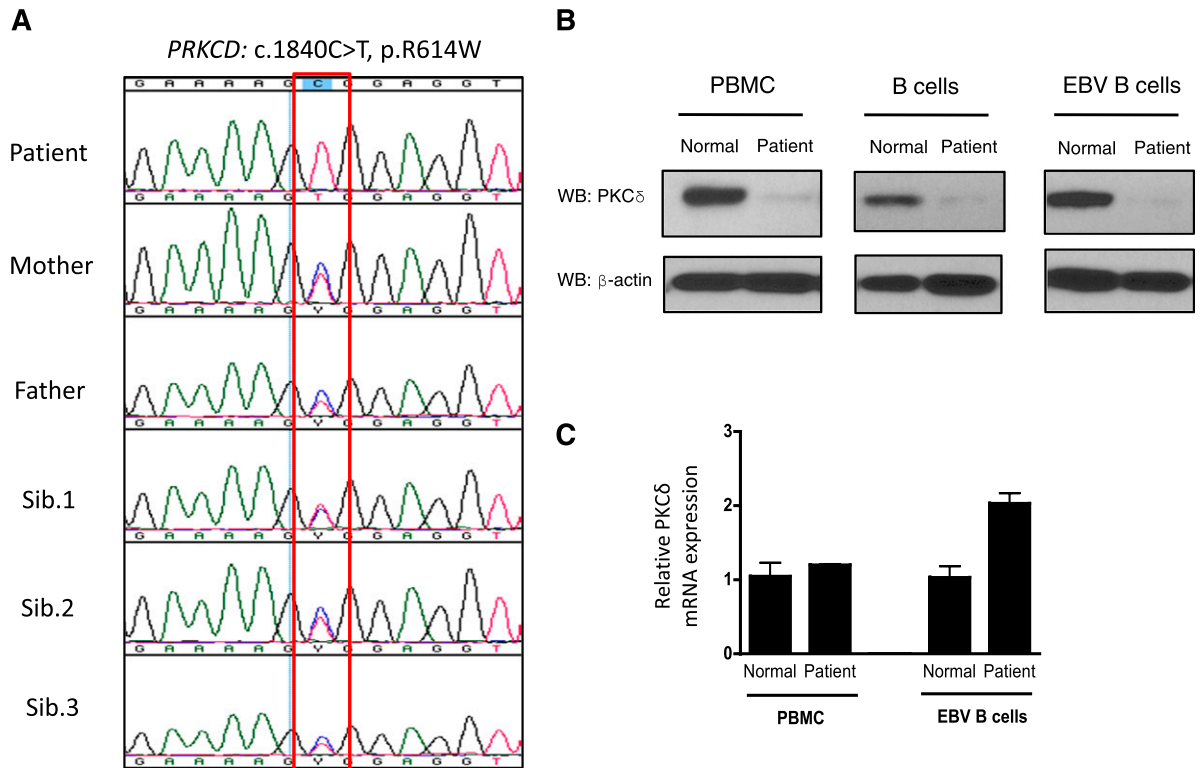 A
PRKCD: c.1840C>T, p.R614W
G A A A A G C G G A G G T
Patient
G A A A A G T G G A G G T
Mother
G A A A A G Y G G A G G T
Father
G A A A A G Y G G A G G T
Sib.1
G A A A A G Y G G A G G T
Sib.2
G A A A A G Y G G A G G T
Sib.3
G A A A A G Y G G A G G T
B
PBMC B cells EBV B cells
Normal Patient Normal Patient Normal Patient
WB: PKCδ
WB: β-actin
C
Relative PKCδ
mRNA expression
3
2
1
0
Normal Patient Normal Patient
PBMC EBV B cells